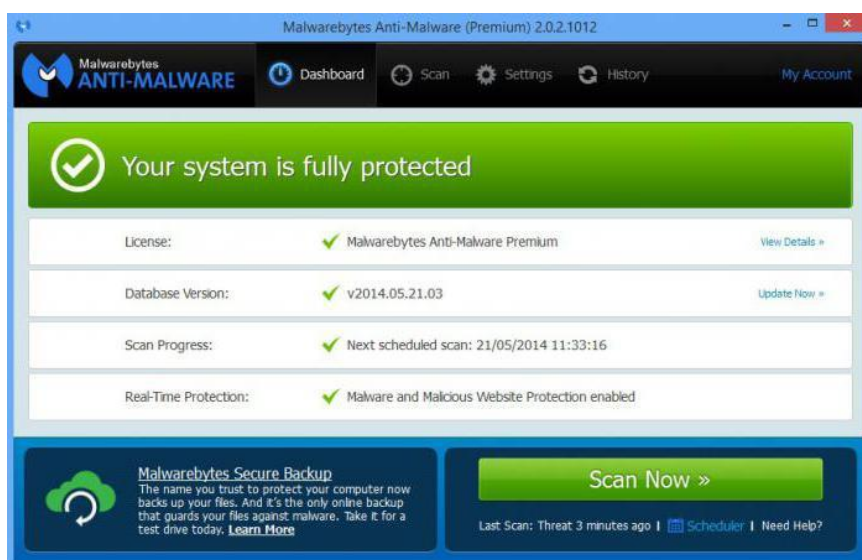 Malwarebytes Anti-Malware (Premium) 2.0.2.1012
Malwarebytes
ANTI-MALWARE
Dashboard
Scan
Settings
History
My Account
Your system is fully protected
License:
Malwarebytes Anti-Malware Premium
View Details »
Database Version:
v2014.05.21.03
Update Now »
Scan Progress:
Next scheduled scan: 21/05/2014 11:33:16
Real-Time Protection:
Malware and Malicious Website Protection enabled
Malwarebytes Secure Backup
The name you trust to protect your computer now
backs up your files. And it's the only online backup
that guards your files against malware. Take it for a
test drive today. Learn More
Scan Now »
Last Scan: Threat 3 minutes ago | Scheduler | Need Help?